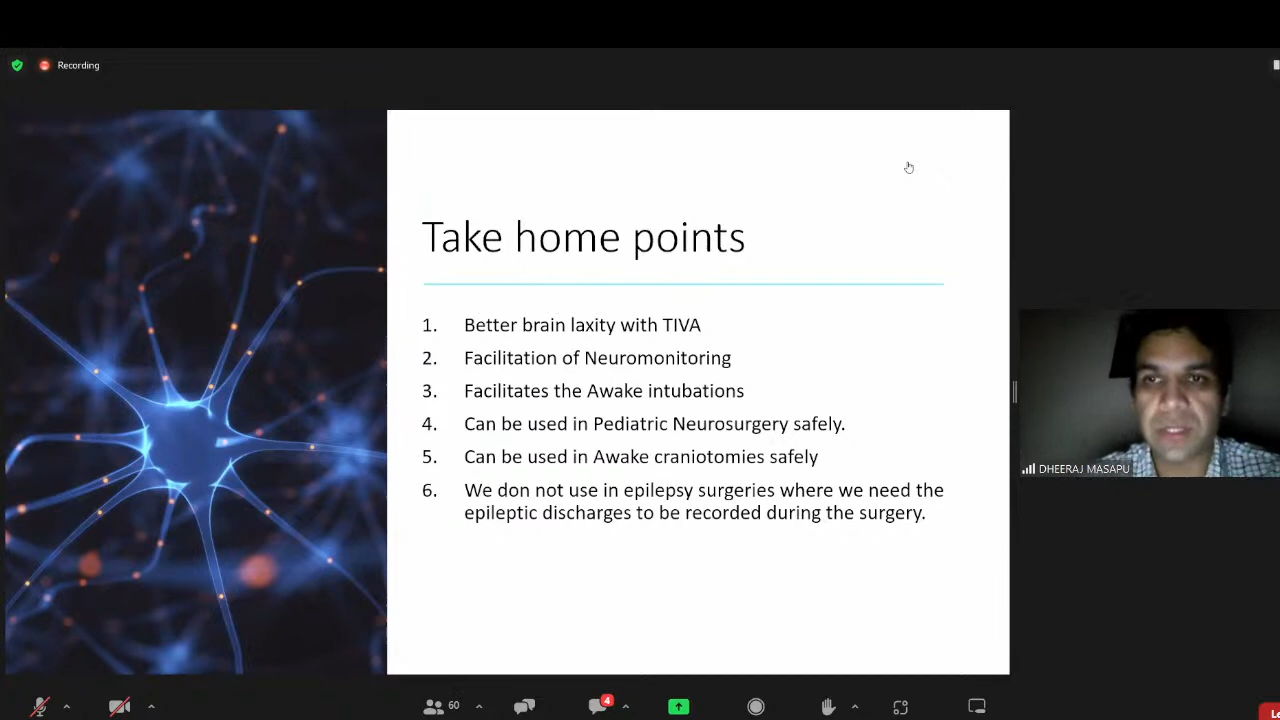 Recording
Take home points
1. Better brain laxity with TIVA
2. Facilitation of Neuromonitoring
3. Facilitates the Awake intubations
4. Can be used in Pediatric Neurosurgery safely.
5. Can be used in Awake craniotomies safely
6. We don not use in epilepsy surgeries where we need the
epileptic discharges to be recorded during the surgery.
DHEERAJ MASAPU
60
4